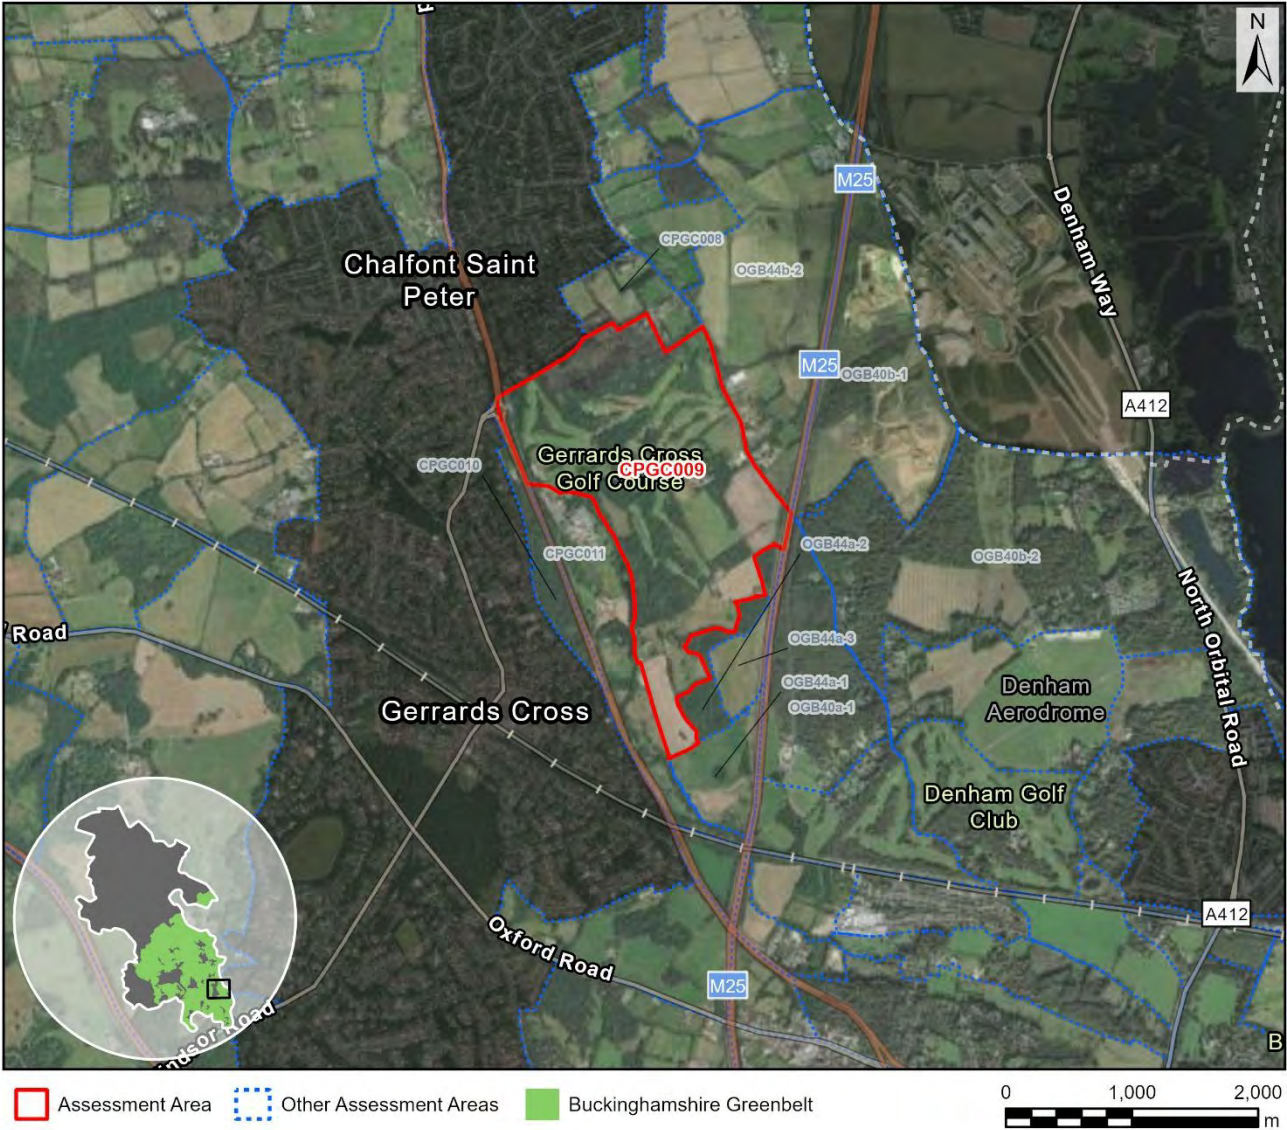 N
M25
Denham Way
Chalfont Saint
Peter
CPGC008
OGB44b-2
M25
OGB40b-1
A412
Gerrards Cross
Golf Course
CPGC009
CPGC010
CPGC011
OGB44a-2
OGB40b-2
Road
OGB44a-3
OGB44a-1
OGB40a-1
Denham
Aerodrome
North Orbital Road
Gerrards Cross
Denham Golf
Club
A412
Oxford Road
M25
indsor Road
B
Assessment Area
Other Assessment Areas
Buckinghamshire Greenbelt
0 1,000 2,000
m